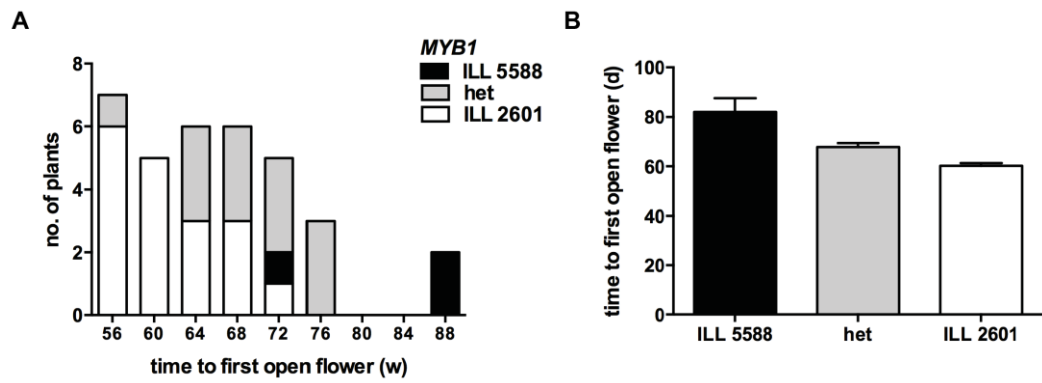 A
MYB1
ILL 5588
het
ILL 2601
no. of plants
8
6
4
2
0
56 60 64 68 72 76 80 84 88
time to first open flower (w)
B
time to first open flower (d)
100
80
60
40
20
0
ILL 5588 het ILL 2601